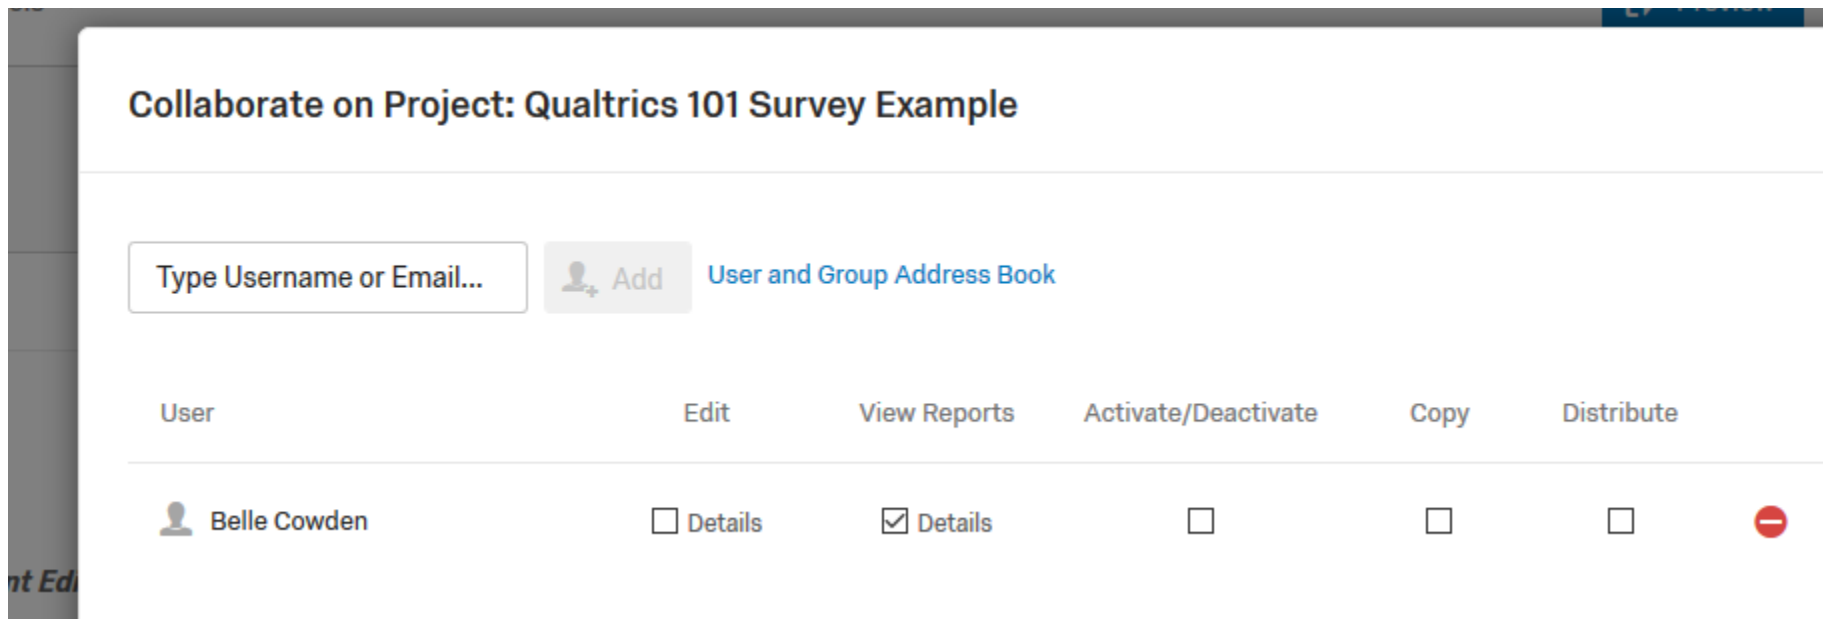 Collaborate on Project: Qualtrics 101 Survey Example
Type Username or Email... Add User and Group Address Book
User Edit View Reports Activate/Deactivate Copy Distribute
Belle Cowden Details Details